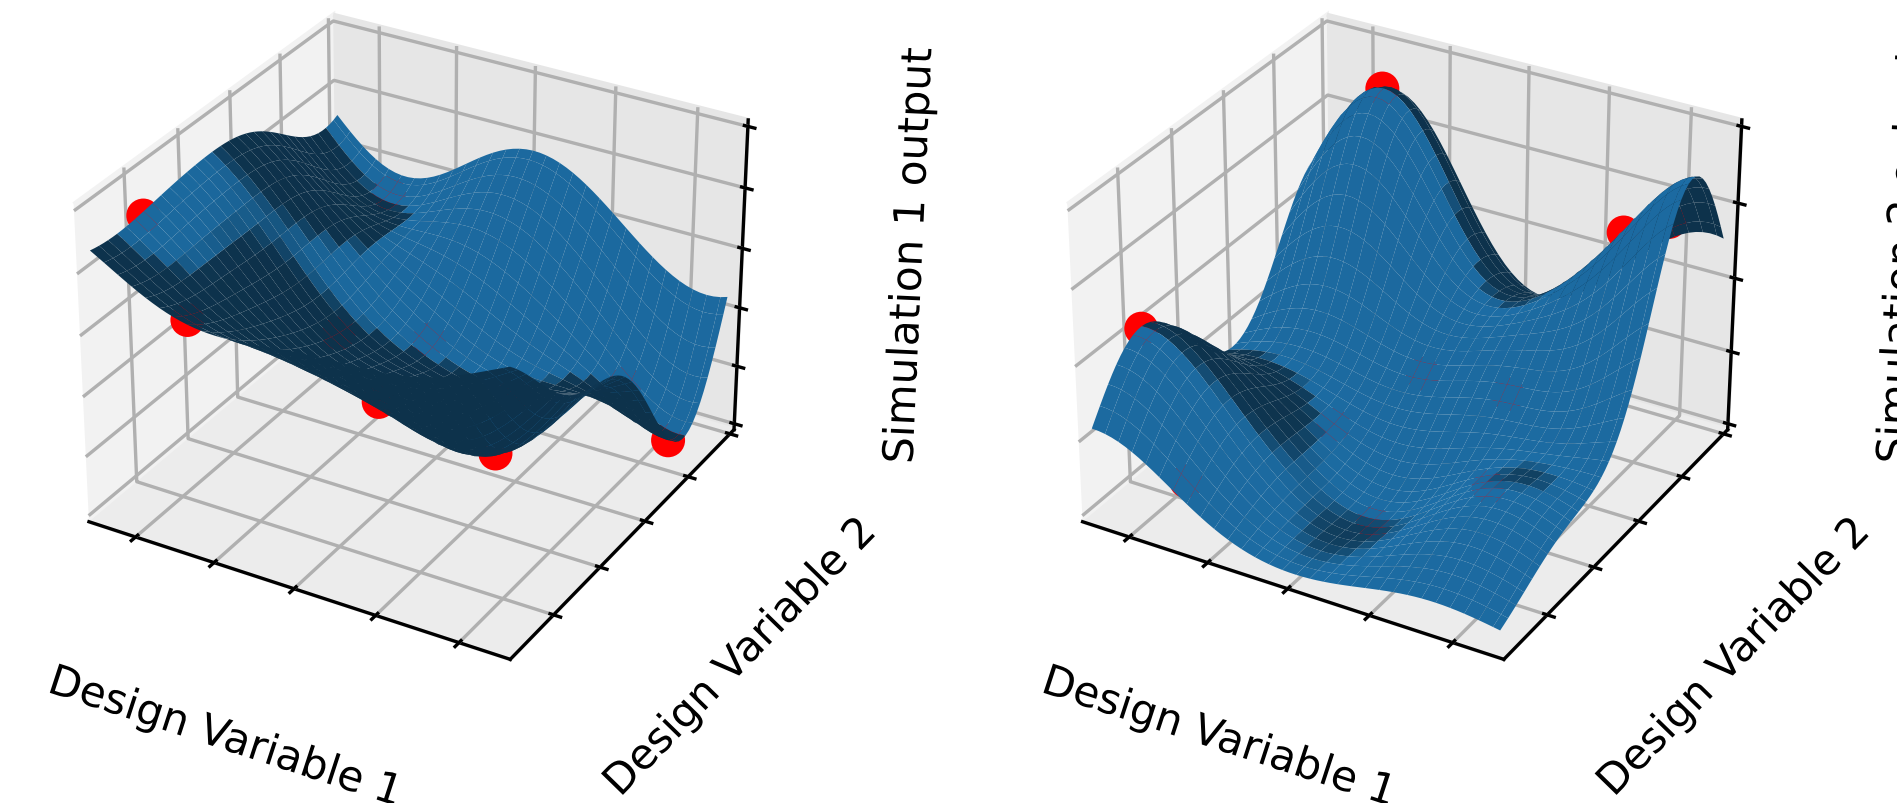 Simulation 1 output
Design Variable 1
Design Variable 2
Design Variable 1
Design Variable 2